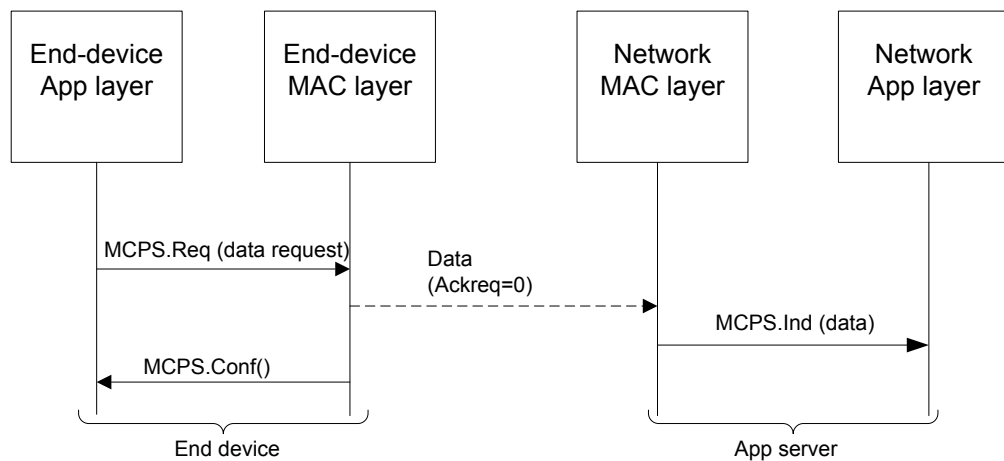 End-device
App layer
End-device
MAC layer
Network
MAC layer
Network
App layer
MCPS.Req (data request)
Data
(Ackreq=0)
MCPS.Ind (data)
MCPS.Conf()
End device
App server